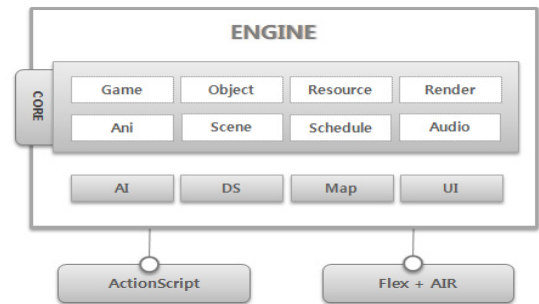 ENGINE
CORE
Game Object Resource Render
Ani Scene Schedule Audio
AI DS Map UI
ActionScript Flex + AIR